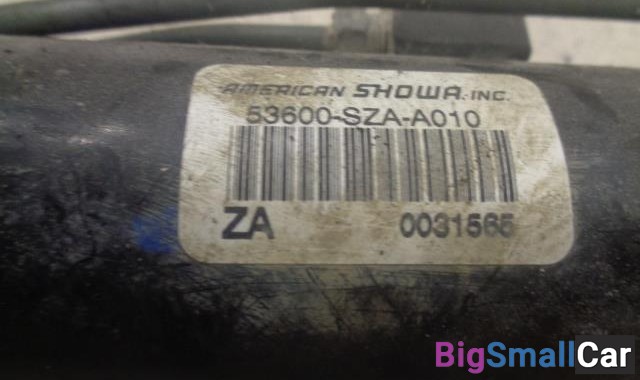 AMERICAN SHOWA, INC.
53600-SZA-A010
ZA 0031565
BigSmallCar